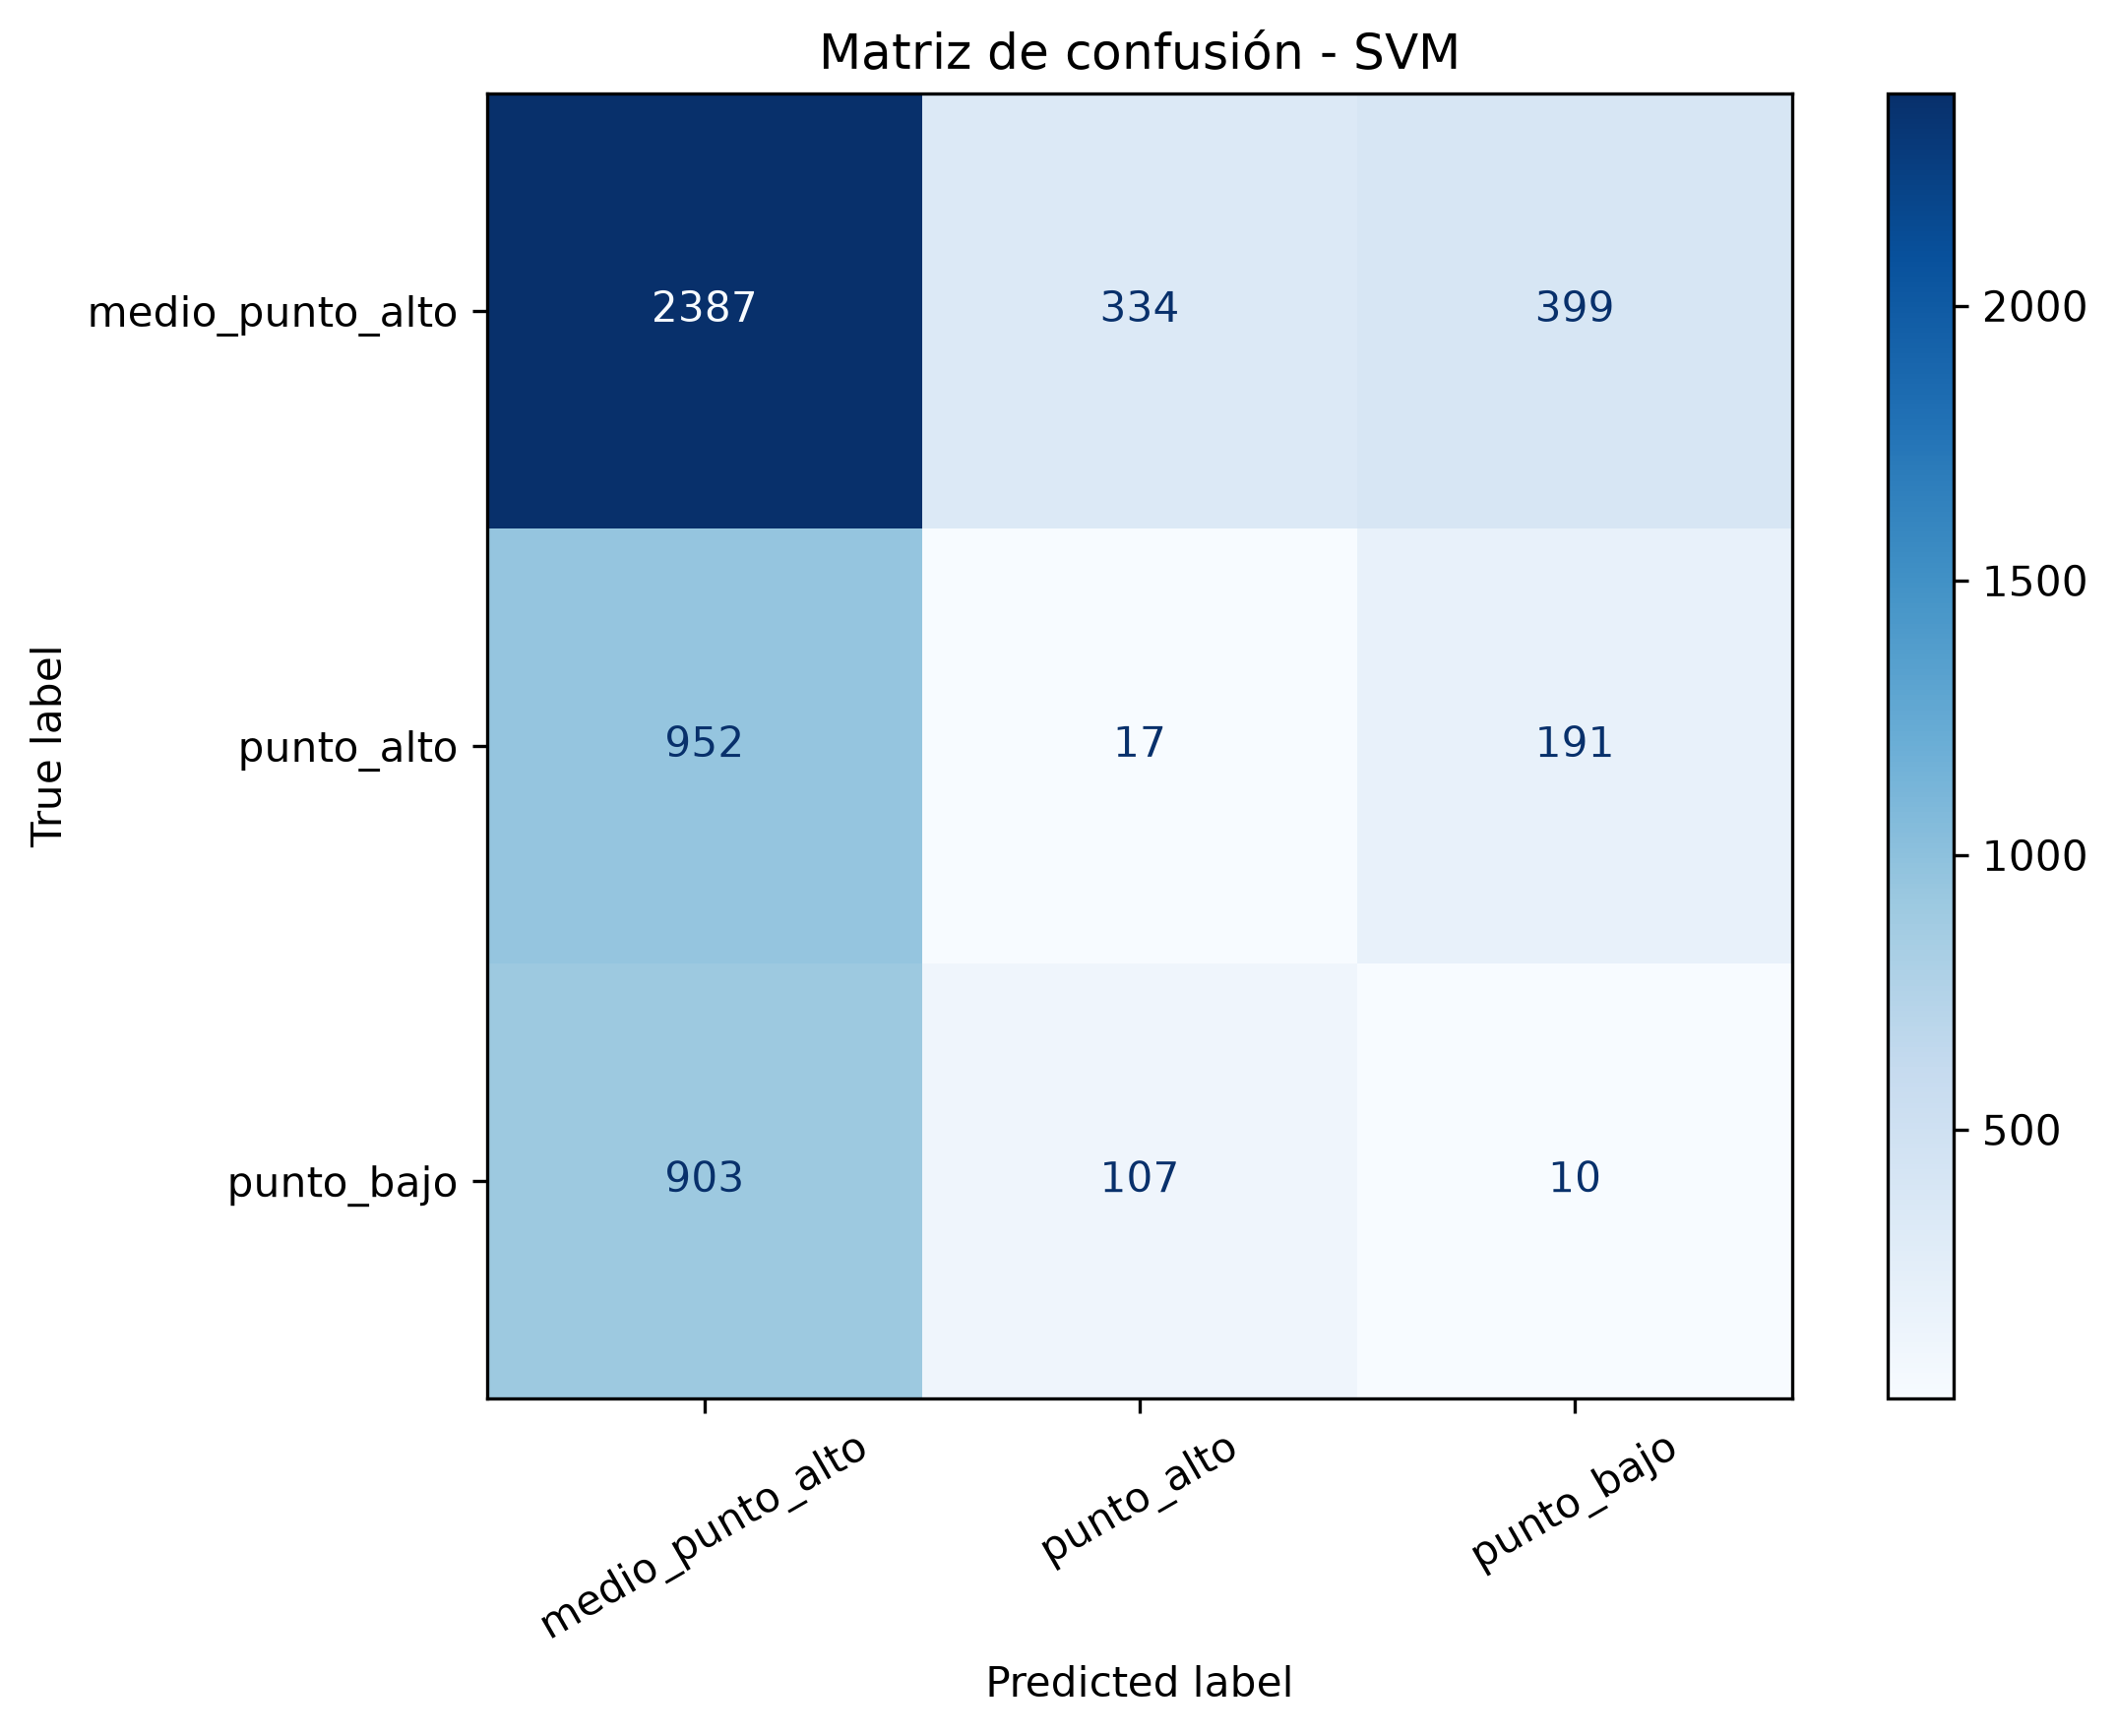 Matriz de confusión - SVM
True label
medio_punto_alto
2387
334
399
punto_alto
952
17
191
punto_bajo
903
107
10
medio_punto_alto
punto_alto
punto_bajo
Predicted label
2000
1500
1000
500